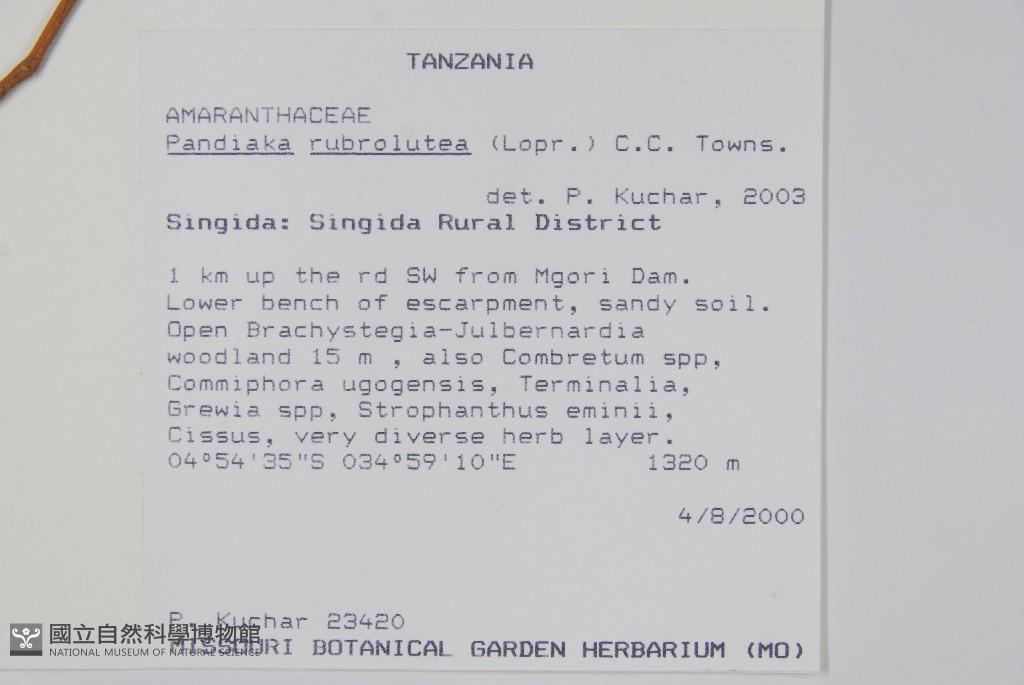 TANZANIA
AMARANTHACEAE
Pandiaka rubrolutea (Lopr.) C.C. Towns.
det. P. Kuchar, 2003
Singida: Singida Rural District
1 km up the rd SW from Mgori Dam.
Lower bench of escarpment, sandy soil.
Open Brachystegia-Julbernardia
woodland 15 m , also Combretum spp,
Commiphora ugogensis, Terminalia,
Grewia spp, Strophanthus eminii,
Cissus, very diverse herb layer.
04°54'35"S 034°59'10"E 1320 m
4/8/2000
P. Kuchar 23420
MISSOURI BOTANICAL GARDEN HERBARIUM (MO)
國立自然科學博物館
NATIONAL MUSEUM OF NATURAL SCIENCE